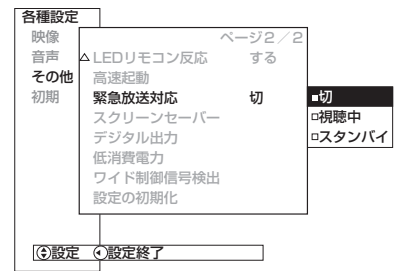 各種設定
映像
音声
その他
初期
ページ2／2
△LEDリモコン反応 する
高速起動
緊急放送対応 切
スクリーンセーバー
デジタル出力
低消費電力
ワイド制御信号検出
設定の初期化
■切
□視聴中
□スタンバイ
設定 設定終了